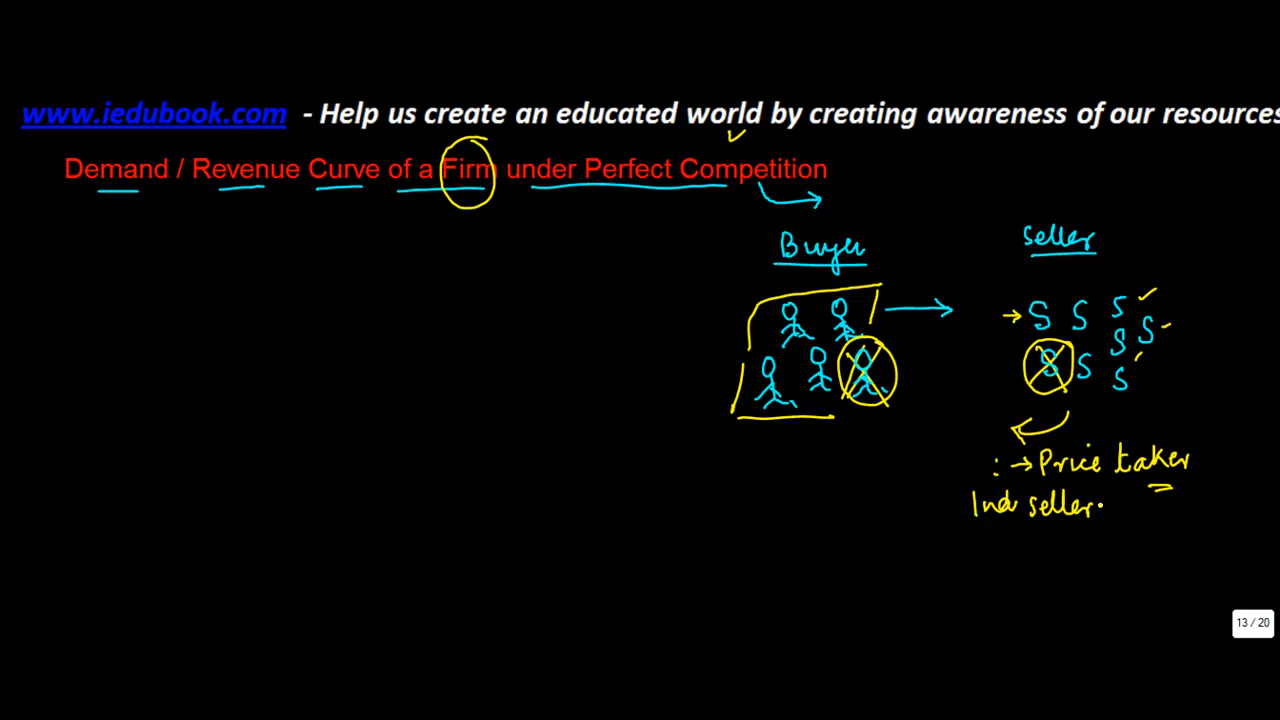 www.iedubook.com - Help us create an educated world by creating awareness of our resources
Demand / Revenue Curve of a Firm under Perfect Competition
Buyer
Seller
S S S
S
S
S S S
: → Price taker
Ind seller
13 / 20